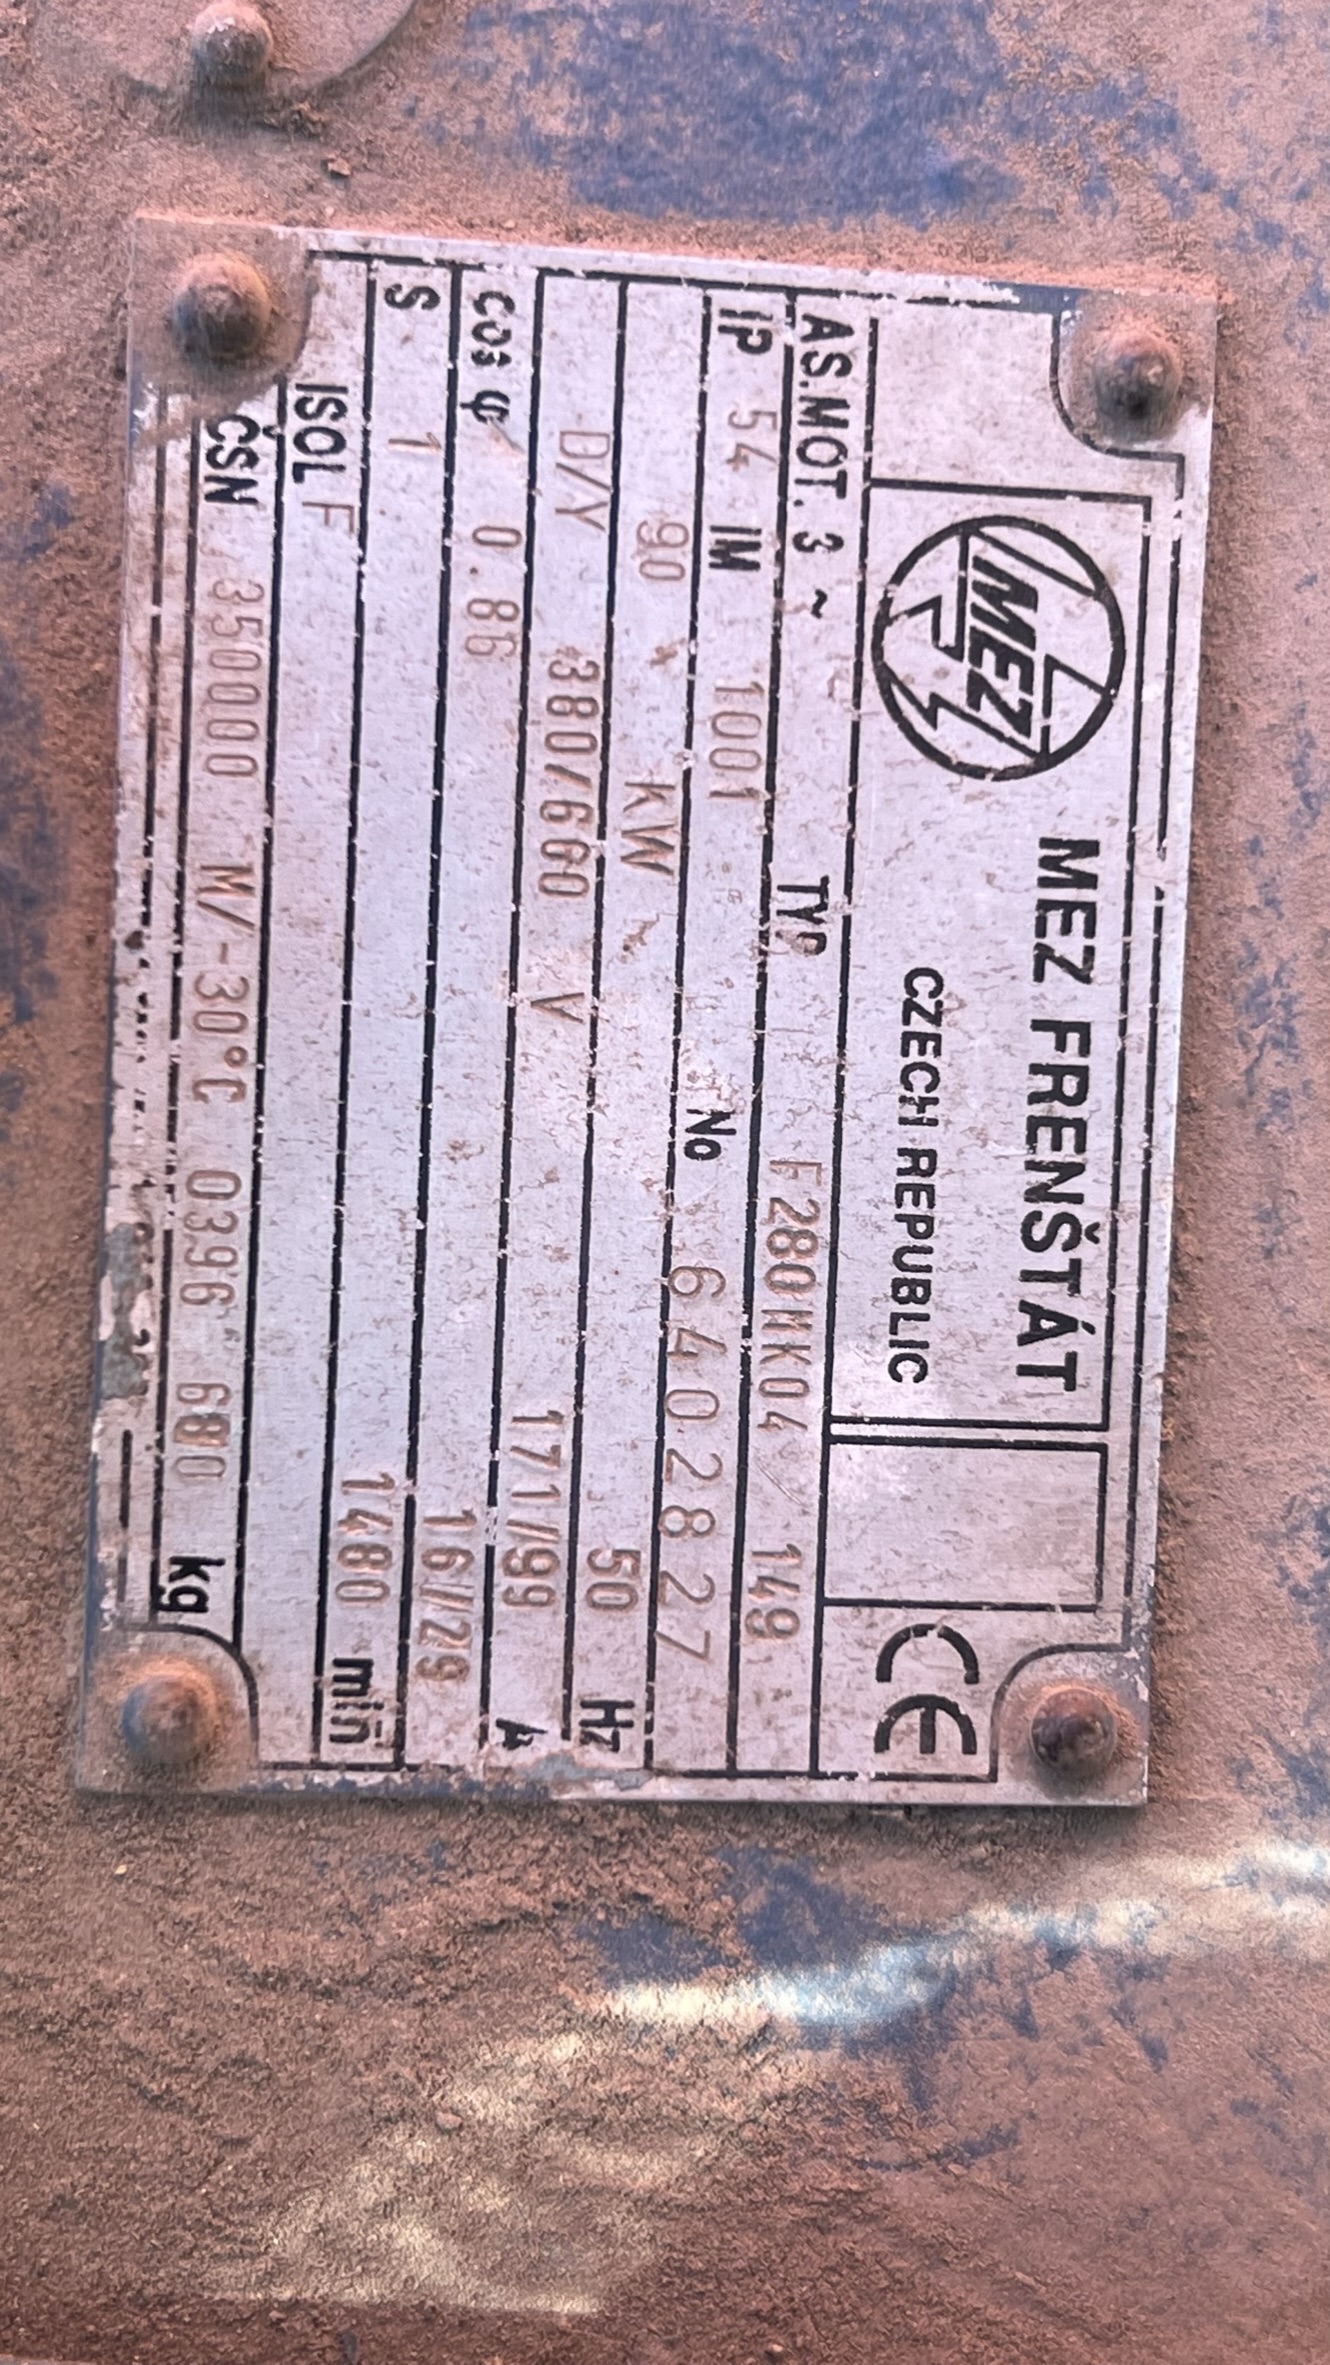 MEZ
MEZ FRENŠTÁT
CZECH REPUBLIC
CE
AS.MOT. 3 ~ TYP F280MK04 149
IP 54 IM 1001 No 6402827
90 kW 50 Hz
D/Y 380/660 V 171/99 A
Cos φ 0.86 16/29
S 1 1480 min
ISOL F
ČSN 350000 M/-30°C 0396 680 kg